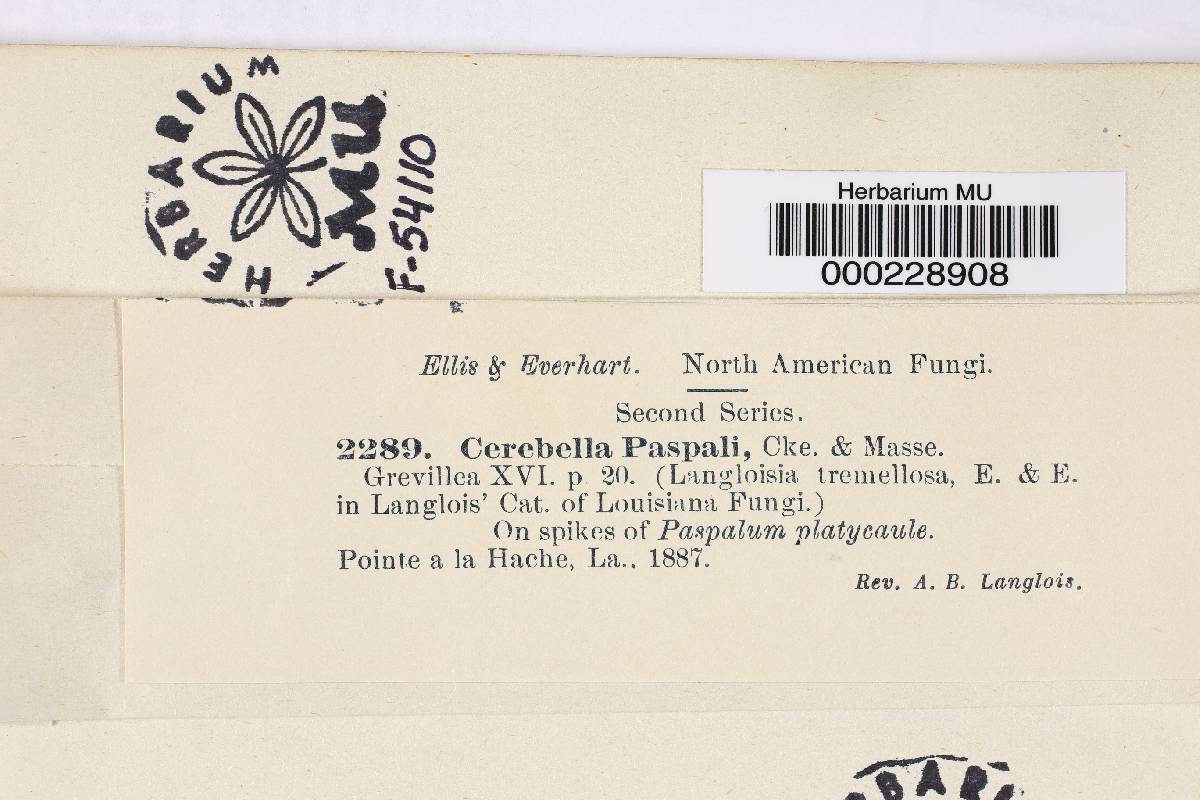 HERBARIUM
MU
F-54110
Herbarium MU
000228908
Ellis & Everhart. North American Fungi.
Second Series.
2289. Cerebella Paspali, Cke. & Masse.
Grevillea XVI. p 20. (Langloisia tremellosa, E. & E.
in Langlois' Cat. of Louisiana Fungi.)
On spikes of Paspalum platycaule.
Pointe a la Hache, La.. 1887.
Rev. A. B. Langlois.